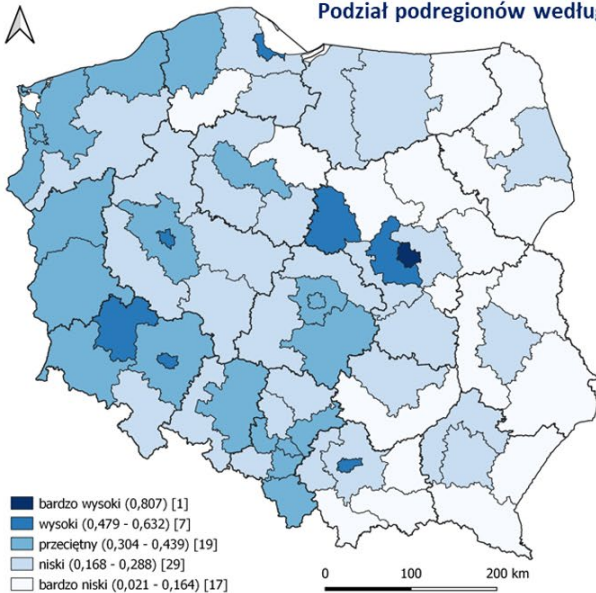 Podział podregionów wedłu
bardzo wysoki (0,807) [1]
wysoki (0,479 - 0,632) [7]
przeciętny (0,304 - 0,439) [19]
niski (0,168 - 0,288) [29]
bardzo niski (0,021 - 0,164) [17]
0 100 200 km